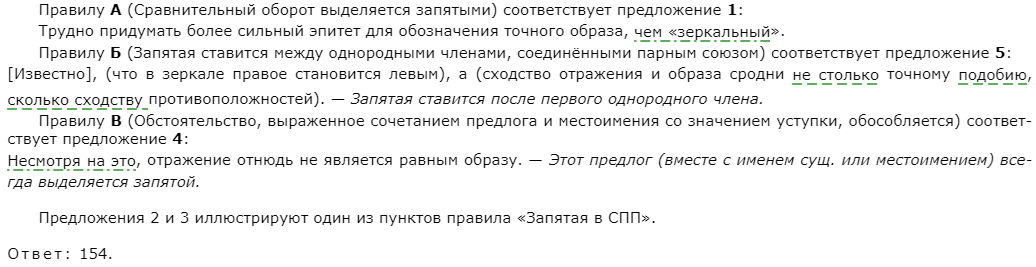 Правилу А (Сравнительный оборот выделяется запятыми) соответствует предложение 1:
Трудно придумать более сильный эпитет для обозначения точного образа, чем «зеркальный».
Правилу Б (Запятая ставится между однородными членами, соединёнными парным союзом) соответствует предложение 5:
[Известно], (что в зеркале правое становится левым), а (сходство отражения и образа сродни не столько точному подобию,
сколько сходству противоположностей). — Запятая ставится после первого однородного члена.
Правилу В (Обстоятельство, выраженное сочетанием предлога и местоимения со значением уступки, обособляется) соответ-
ствует предложение 4:
Несмотря на это, отражение отнюдь не является равным образу. — Этот предлог (вместе с именем сущ. или местоимением) все-
гда выделяется запятой.
Предложения 2 и 3 иллюстрируют один из пунктов правила «Запятая в СПП».
Ответ: 154.